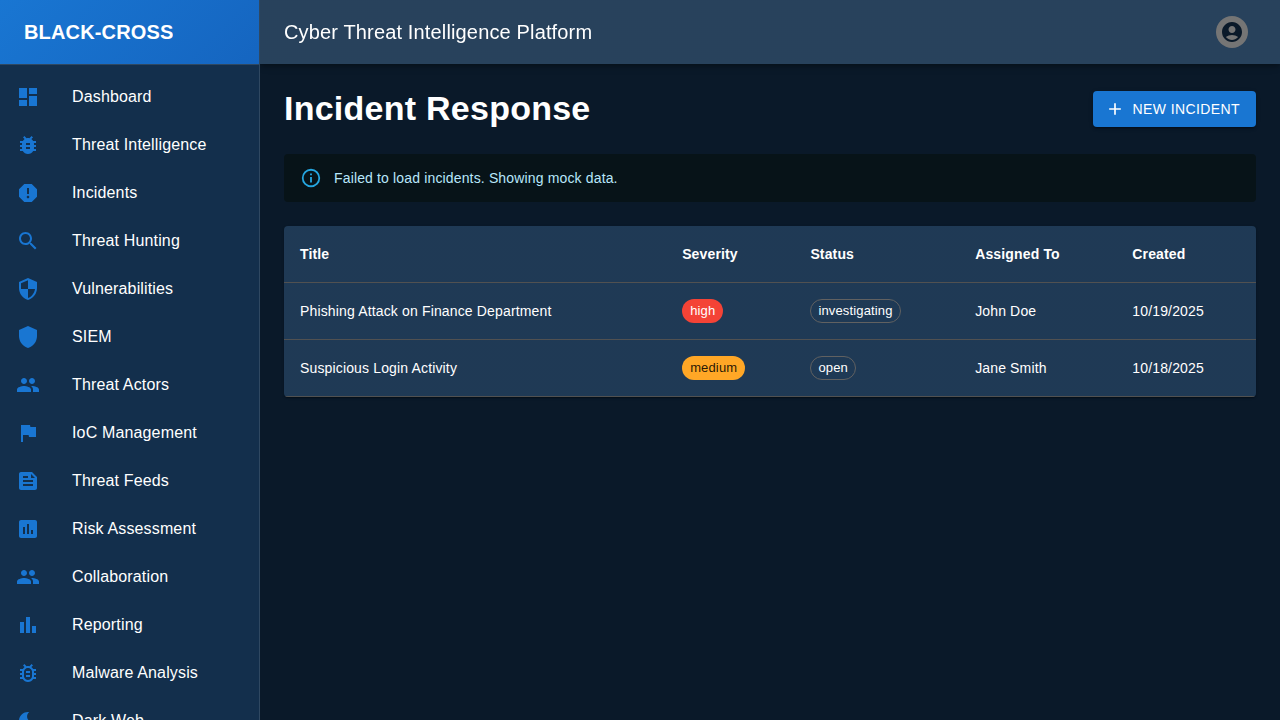 BLACK-CROSS
Cyber Threat Intelligence Platform
Dashboard
Threat Intelligence
Incidents
Threat Hunting
Vulnerabilities
SIEM
Threat Actors
IoC Management
Threat Feeds
Risk Assessment
Collaboration
Reporting
Malware Analysis
Dark Web
Incident Response
NEW INCIDENT
Failed to load incidents. Showing mock data.
Title Severity Status Assigned To Created
Phishing Attack on Finance Department high investigating John Doe 10/19/2025
Suspicious Login Activity medium open Jane Smith 10/18/2025